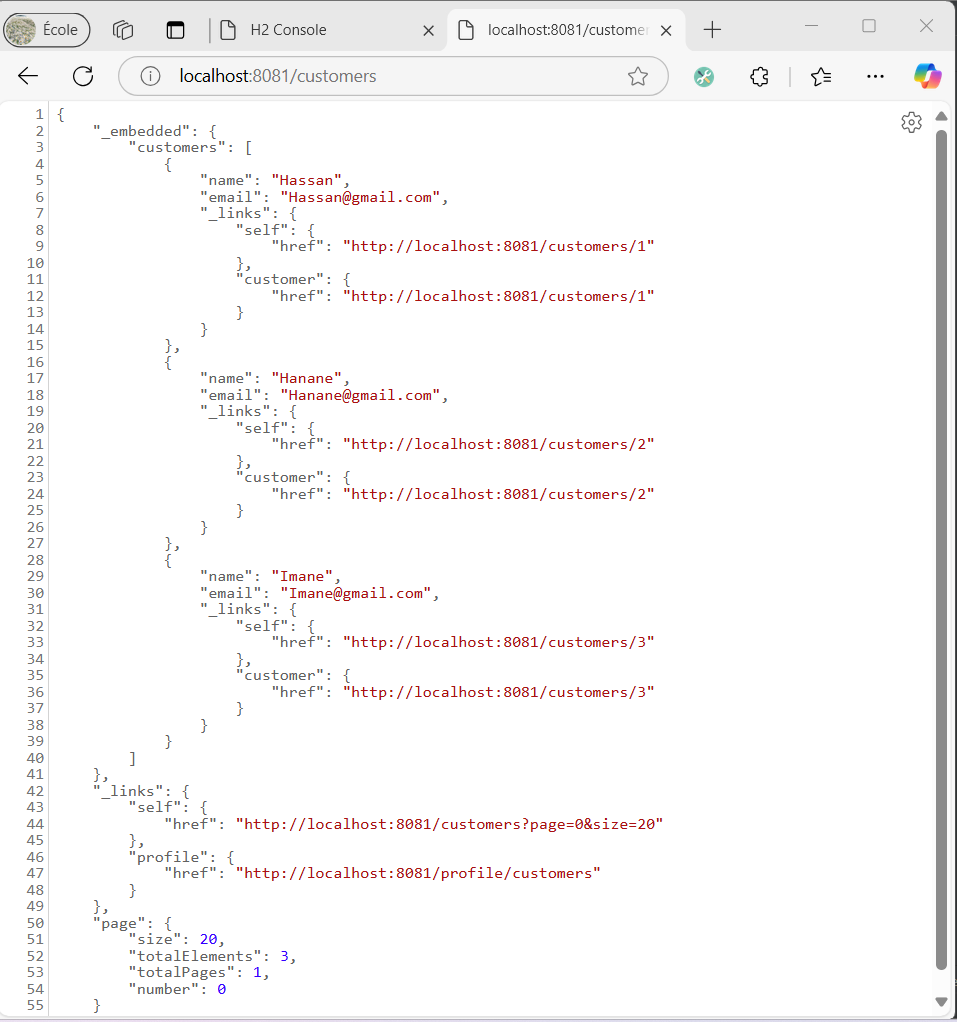 École
H2 Console
localhost:8081/customer
localhost:8081/customers
1 {
2     "_embedded": {
3         "customers": [
4             {
5                 "name": "Hassan",
6                 "email": "Hassan@gmail.com",
7                 "_links": {
8                     "self": {
9                         "href": "http://localhost:8081/customers/1"
10                     },
11                     "customer": {
12                         "href": "http://localhost:8081/customers/1"
13                     }
14                 }
15             },
16             {
17                 "name": "Hanane",
18                 "email": "Hanane@gmail.com",
19                 "_links": {
20                     "self": {
21                         "href": "http://localhost:8081/customers/2"
22                     },
23                     "customer": {
24                         "href": "http://localhost:8081/customers/2"
25                     }
26                 }
27             },
28             {
29                 "name": "Imane",
30                 "email": "Imane@gmail.com",
31                 "_links": {
32                     "self": {
33                         "href": "http://localhost:8081/customers/3"
34                     },
35                     "customer": {
36                         "href": "http://localhost:8081/customers/3"
37                     }
38                 }
39             }
40         ]
41     },
42     "_links": {
43         "self": {
44             "href": "http://localhost:8081/customers?page=0&size=20"
45         },
46         "profile": {
47             "href": "http://localhost:8081/profile/customers"
48         }
49     },
50     "page": {
51         "size": 20,
52         "totalElements": 3,
53         "totalPages": 1,
54         "number": 0
55     }